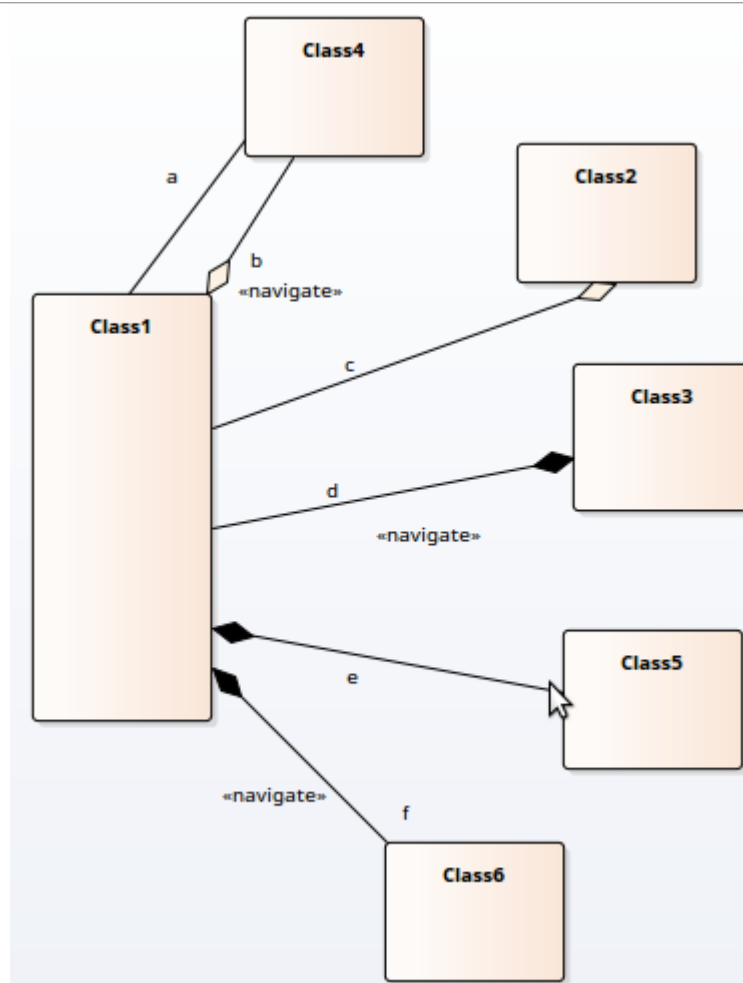 Class4
a
Class2
b
«navigate»
Class1
c
Class3
d
«navigate»
Class5
e
«navigate»
f
Class6